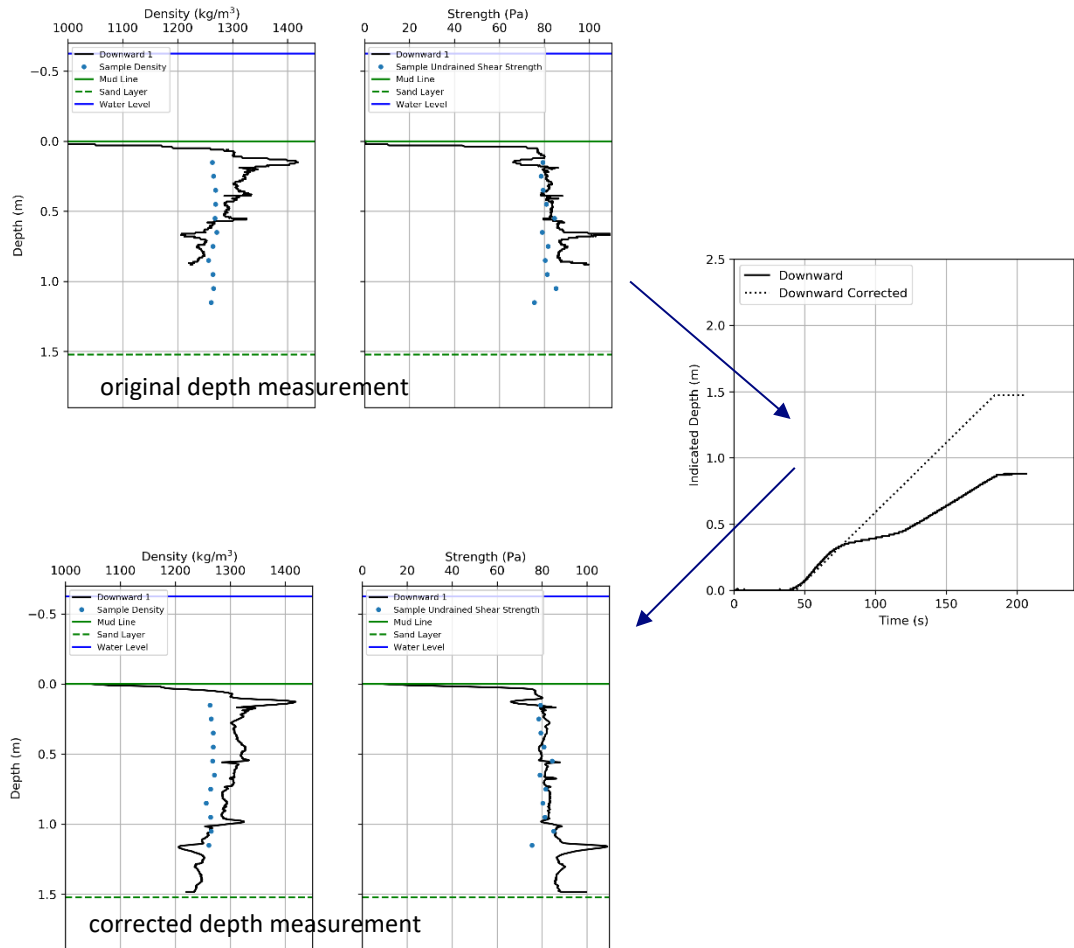 Density (kg/m³)
1000 1100 1200 1300 1400
Strength (Pa)
0 20 40 60 80 100
Downward 1
Sample Density
Mud Line
Sand Layer
Water Level
Downward 1
Sample Undrained Shear Strength
Mud Line
Sand Layer
Water Level
−0.5
0.0
0.5
1.0
1.5
Depth (m)
original depth measurement
2.5
2.0
1.5
1.0
0.5
0.0
Indicated Depth (m)
Downward
Downward Corrected
0 50 100 150 200
Time (s)
Density (kg/m³)
1000 1100 1200 1300 1400
Strength (Pa)
0 20 40 60 80 100
Downward 1
Sample Density
Mud Line
Sand Layer
Water Level
Downward 1
Sample Undrained Shear Strength
Mud Line
Sand Layer
Water Level
−0.5
0.0
0.5
1.0
1.5
Depth (m)
corrected depth measurement